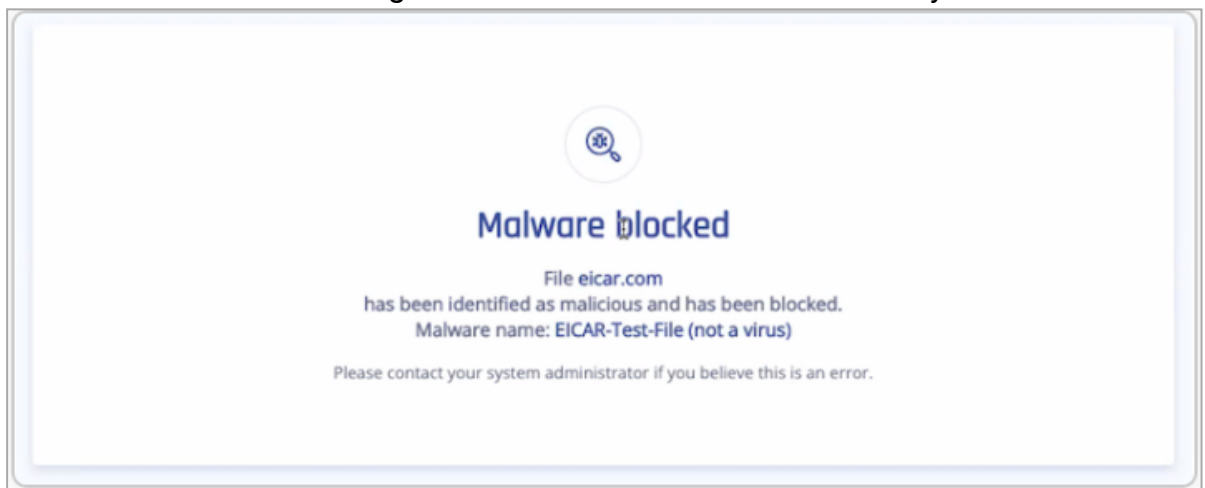 Malware blocked
File eicar.com
has been identified as malicious and has been blocked.
Malware name: EICAR-Test-File (not a virus)
Please contact your system administrator if you believe this is an error.